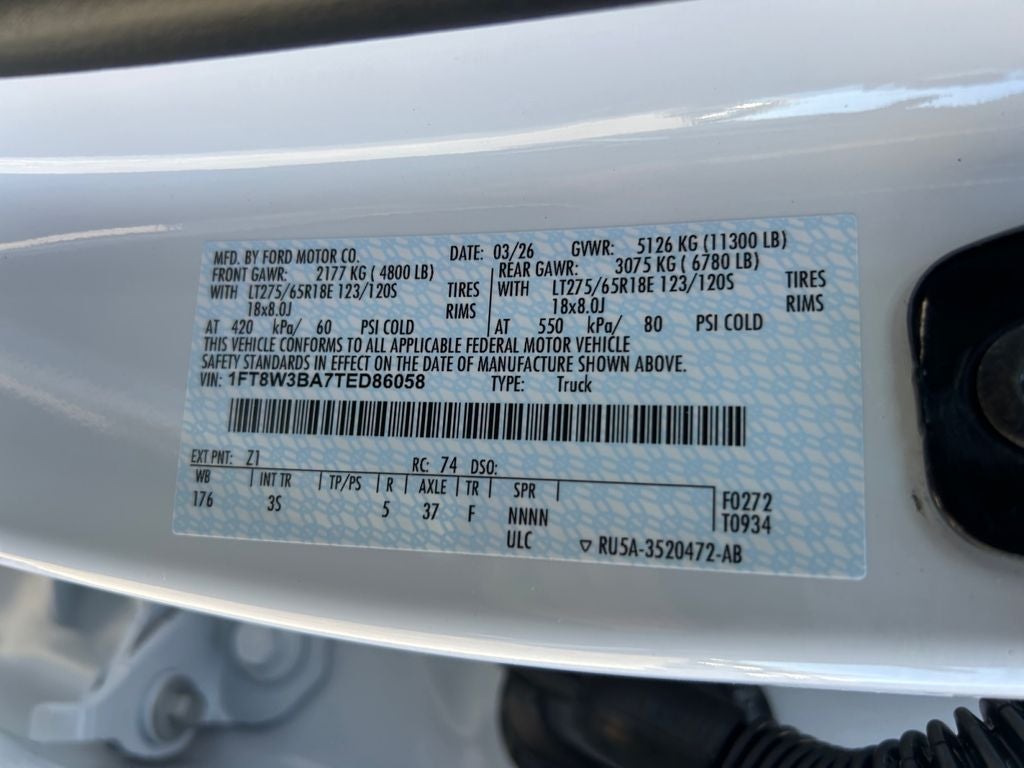 MFD. BY FORD MOTOR CO. DATE: 03/26 GVWR: 5126 KG (11300 LB)
FRONT GAWR: 2177 KG ( 4800 LB) REAR GAWR: 3075 KG ( 6780 LB)
WITH LT275/65R18E 123/120S TIRES WITH LT275/65R18E 123/120S TIRES
18x8.0J RIMS 18x8.0J RIMS
AT 420 kPa/ 60 PSI COLD AT 550 kPa/ 80 PSI COLD
THIS VEHICLE CONFORMS TO ALL APPLICABLE FEDERAL MOTOR VEHICLE
SAFETY STANDARDS IN EFFECT ON THE DATE OF MANUFACTURE SHOWN ABOVE.
VIN: 1FT8W3BA7TED86058 TYPE: Truck
EXT PNT: Z1 RC: 74 DSO:
WB INT TR TP/PS R AXLE TR SPR F0272
176 3S 5 37 F NNNN T0934
ULC ▽ RU5A-3520472-AB